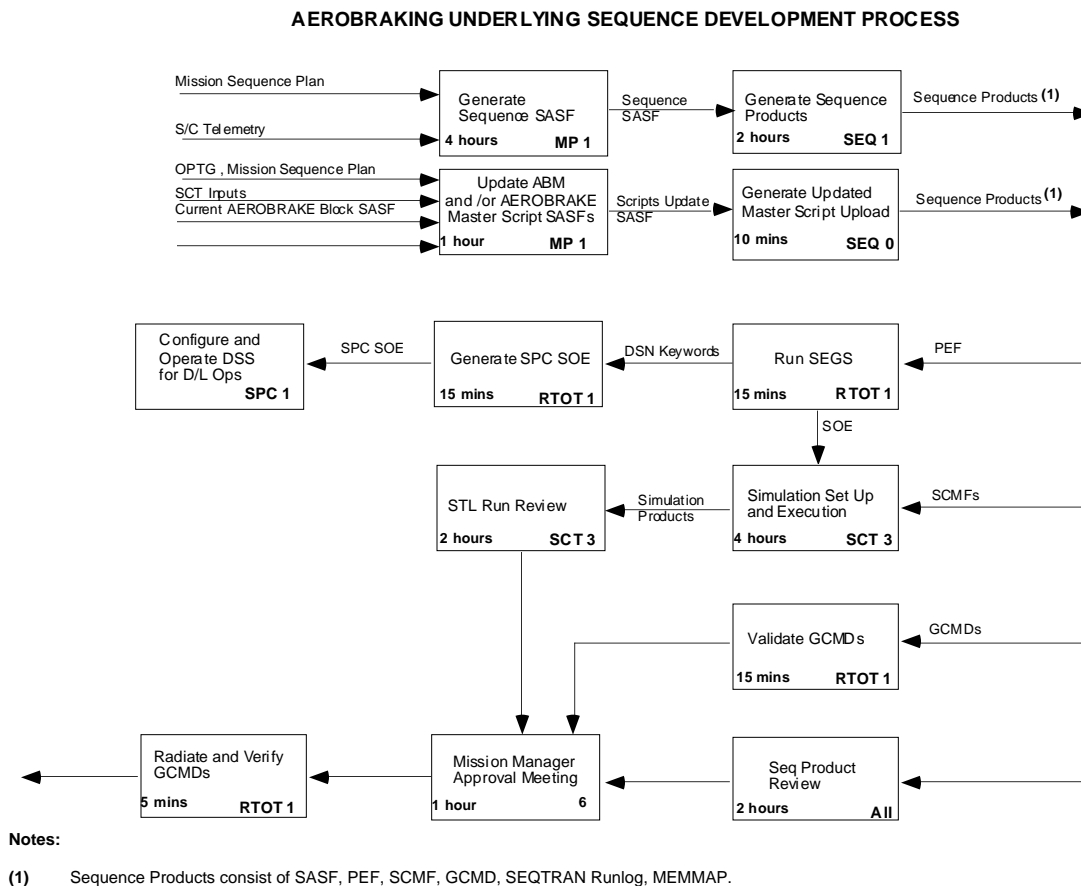 AEROBRAKING UNDERLYING SEQUENCE DEVELOPMENT PROCESS
Mission Sequence Plan
S/C Telemetry
Generate
Sequence SASF
4 hours MP 1
Sequence
SASF
Generate Sequence
Products
2 hours SEQ 1
Sequence Products (1)
OPTG , Mission Sequence Plan
SCT Inputs
Current AEROBRAKE Block SASF
Update ABM
and /or AEROBRAKE
Master Script SASFs
1 hour MP 1
Scripts Update
SASF
Generate Updated
Master Script Upload
10 mins SEQ 0
Sequence Products (1)
Configure and
Operate DSS
for D/L Ops
SPC 1
SPC SOE
Generate SPC SOE
15 mins RTOT 1
DSN Keywords
Run SEGS
15 mins RTOT 1
PEF
SOE
STL Run Review
2 hours SCT 3
Simulation
Products
Simulation Set Up
and Execution
4 hours SCT 3
SCMFs
Validate GCMDs
15 mins RTOT 1
GCMDs
Radiate and Verify
GCMDs
5 mins RTOT 1
Mission Manager
Approval Meeting
1 hour 6
Seq Product
Review
2 hours All
Notes:
(1) Sequence Products consist of SASF, PEF, SCMF, GCMD, SEQTRAN Runlog, MEMMAP.